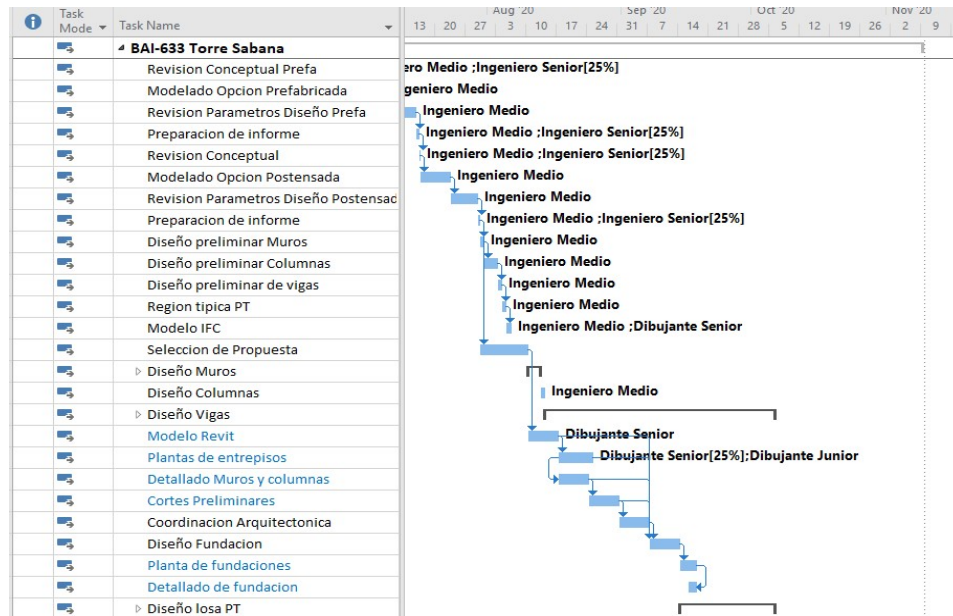 Task Mode Task Name Aug '20 Sep '20 Oct '20 Nov '20
13 20 27 3 10 17 24 31 7 14 21 28 5 12 19 26 2 9
BAI-633 Torre Sabana
Revision Conceptual Prefa ero Medio ;Ingeniero Senior[25%]
Modelado Opcion Prefabricada geniero Medio
Revision Parametros Diseño Prefa Ingeniero Medio
Preparacion de informe Ingeniero Medio ;Ingeniero Senior[25%]
Revision Conceptual Ingeniero Medio ;Ingeniero Senior[25%]
Modelado Opcion Postensada Ingeniero Medio
Revision Parametros Diseño Postensad Ingeniero Medio
Preparacion de informe Ingeniero Medio ;Ingeniero Senior[25%]
Diseño preliminar Muros Ingeniero Medio
Diseño preliminar Columnas Ingeniero Medio
Diseño preliminar de vigas Ingeniero Medio
Region tipica PT Ingeniero Medio
Modelo IFC Ingeniero Medio ;Dibujante Senior
Seleccion de Propuesta
Diseño Muros
Diseño Columnas Ingeniero Medio
Diseño Vigas
Modelo Revit Dibujante Senior
Plantas de entrepisos Dibujante Senior[25%];Dibujante Junior
Detallado Muros y columnas
Cortes Preliminares
Coordinacion Arquitectonica
Diseño Fundacion
Planta de fundaciones
Detallado de fundacion
Diseño losa PT